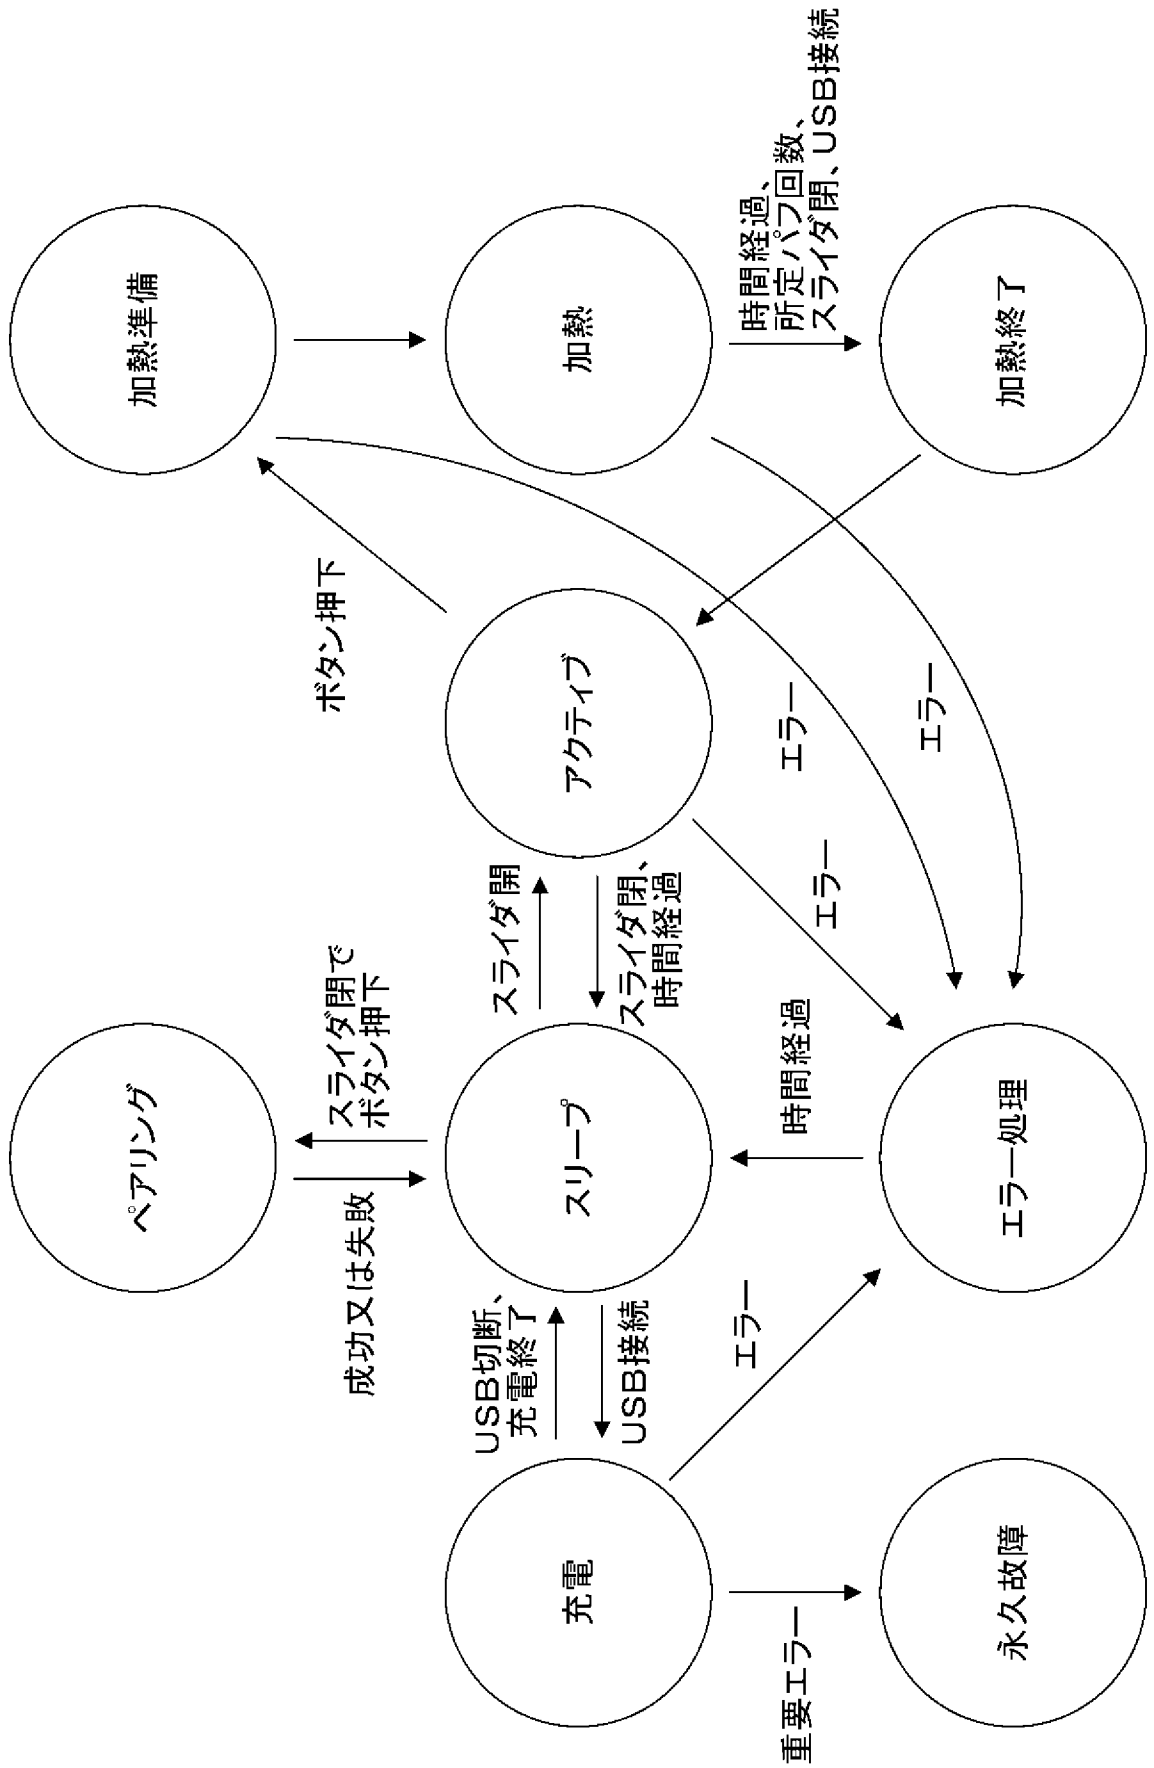 ペアリング
加熱準備
成功又は失敗
スライダ閉で
ボタン押下
ボタン押下
充電
USB切断、
充電終了
USB接続
スリープ
スライダ開
スライダ閉、
時間経過
アクティブ
加熱
重要エラー
エラー
時間経過
エラー
エラー
エラー
時間経過、
所定パフ回数、
スライダ閉、USB接続
永久故障
エラー処理
加熱終了